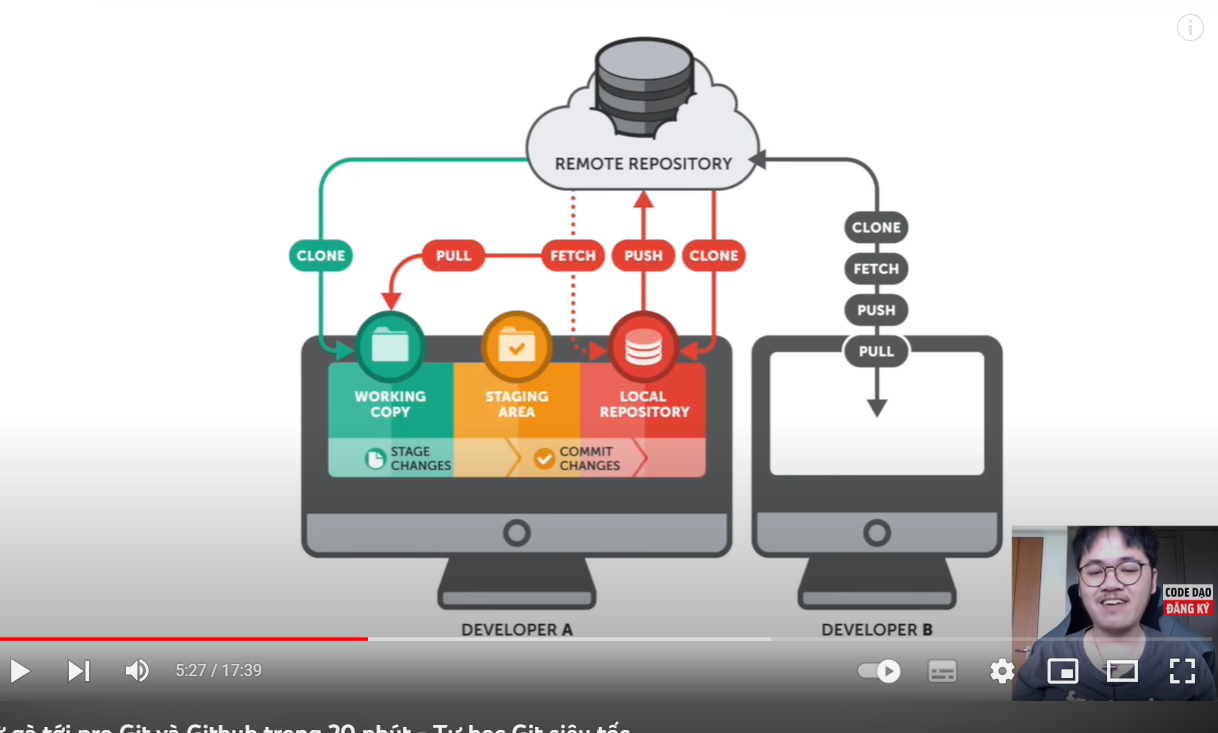 REMOTE REPOSITORY
CLONE
PULL
FETCH
PUSH
CLONE
CLONE
FETCH
PUSH
PULL
WORKING
COPY
STAGING
AREA
LOCAL
REPOSITORY
STAGE
CHANGES
COMMIT
CHANGES
DEVELOPER A
DEVELOPER B
CODE DẠO
ĐĂNG KÝ
5:27 / 17:39
gà tới pro Git và Github trong 20 phút - Tự học Git siêu tốc